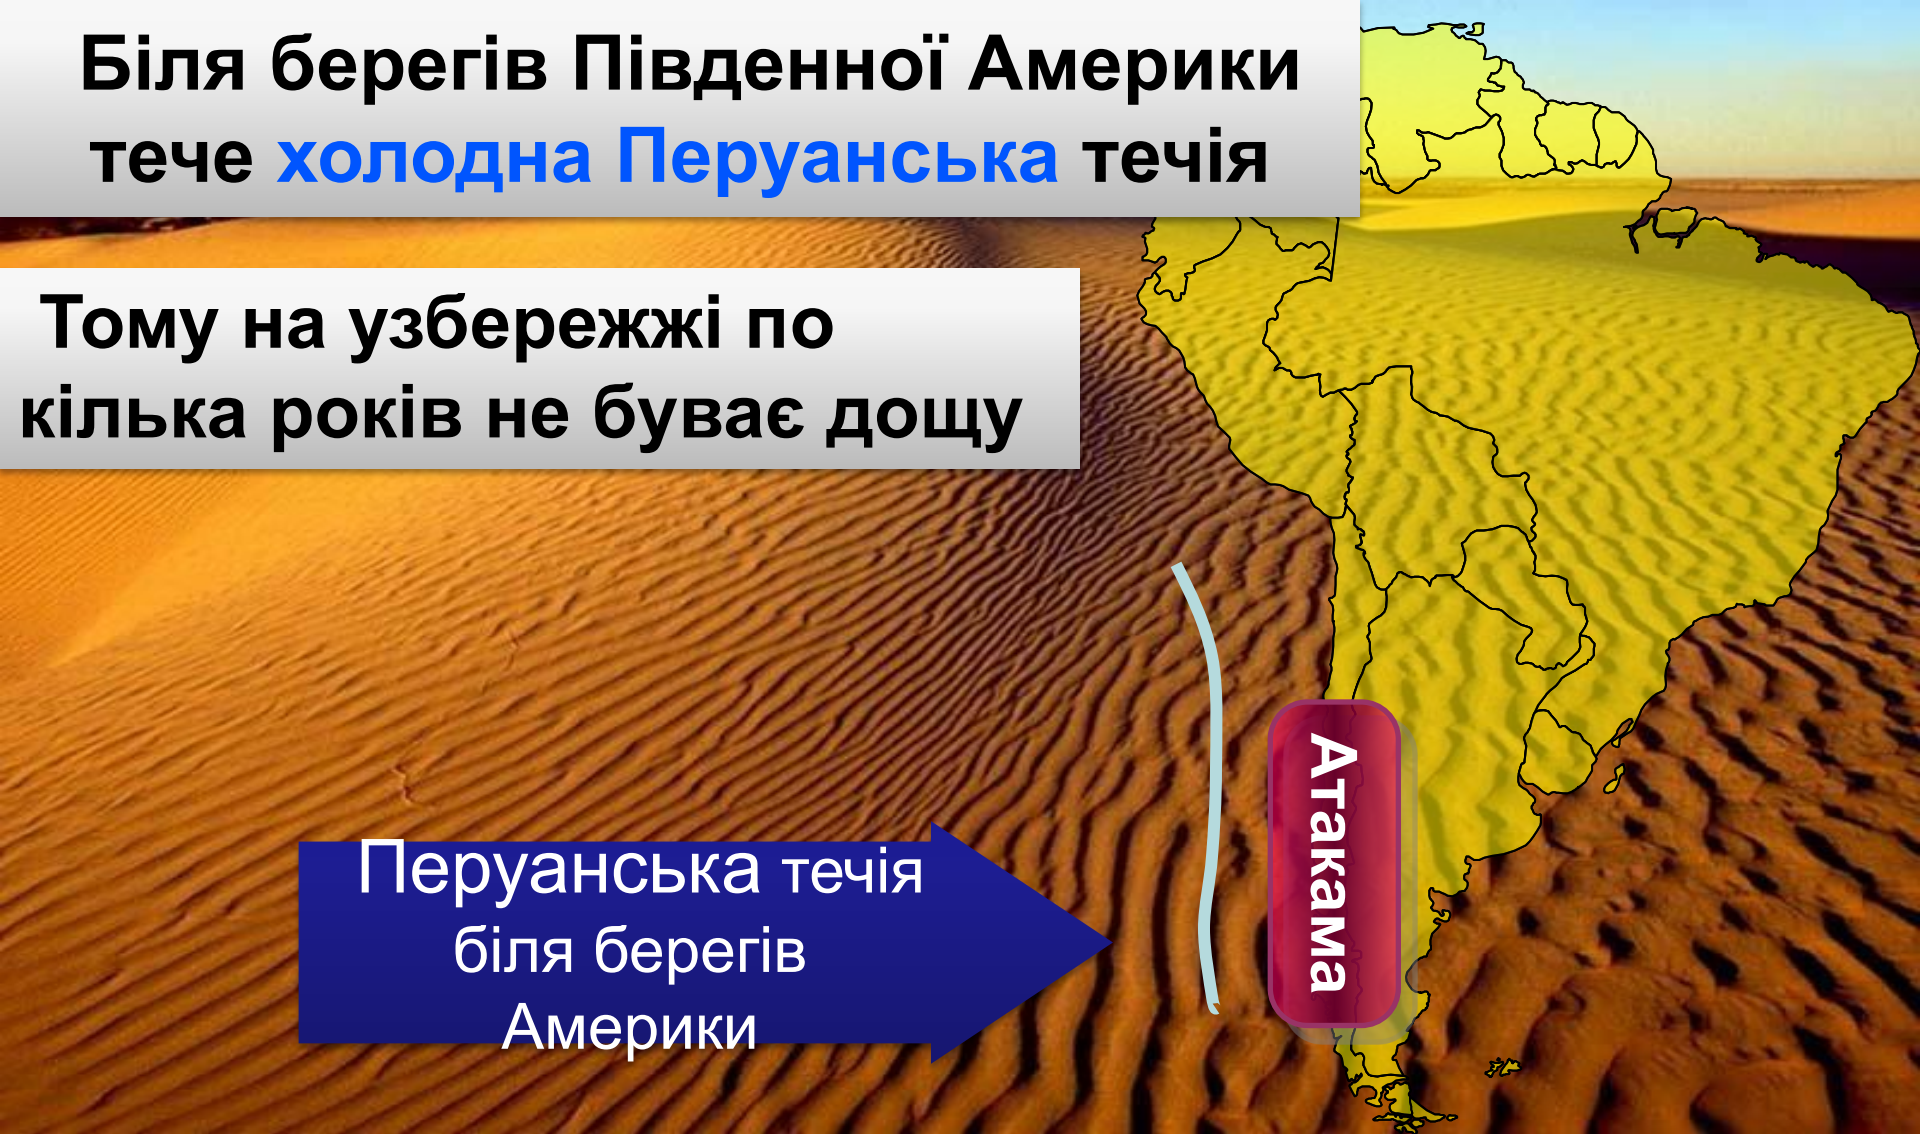 Біля берегів Південної Америки
тече холодна Перуанська течія
Тому на узбережжі по
кілька років не буває дощу
Атакама
Перуанська течія
біля берегів
Америки